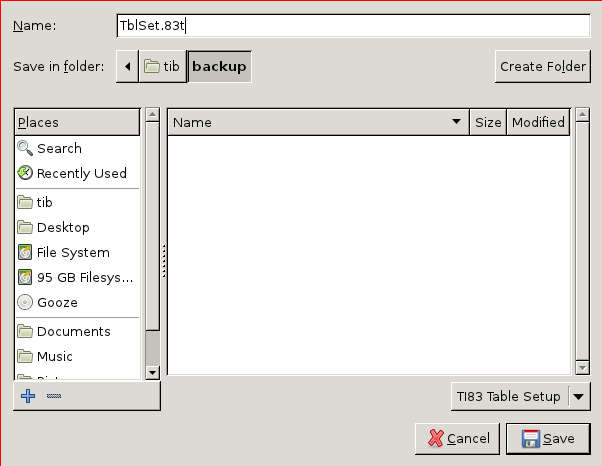 Name: TblSet.83t
Save in folder: tib backup Create Folder
Places Name Size Modified
Search
Recently Used
tib
Desktop
File System
95 GB Filesys...
Gooze
Documents
Music
TI83 Table Setup
Cancel Save